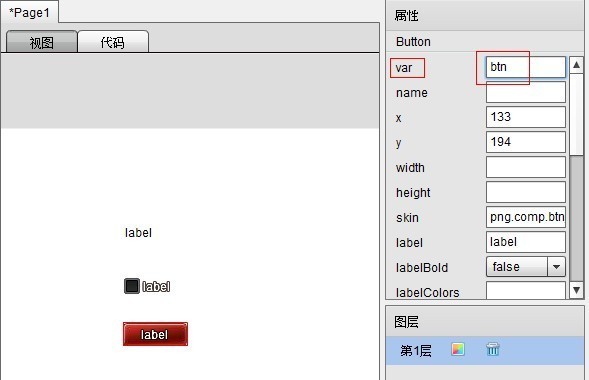 *Page1
视图
代码
label
label
label
属性
Button
var
btn
name
x
133
y
194
width
height
skin
png.comp.btn
label
label
labelBold
false
labelColors
图层
第1层